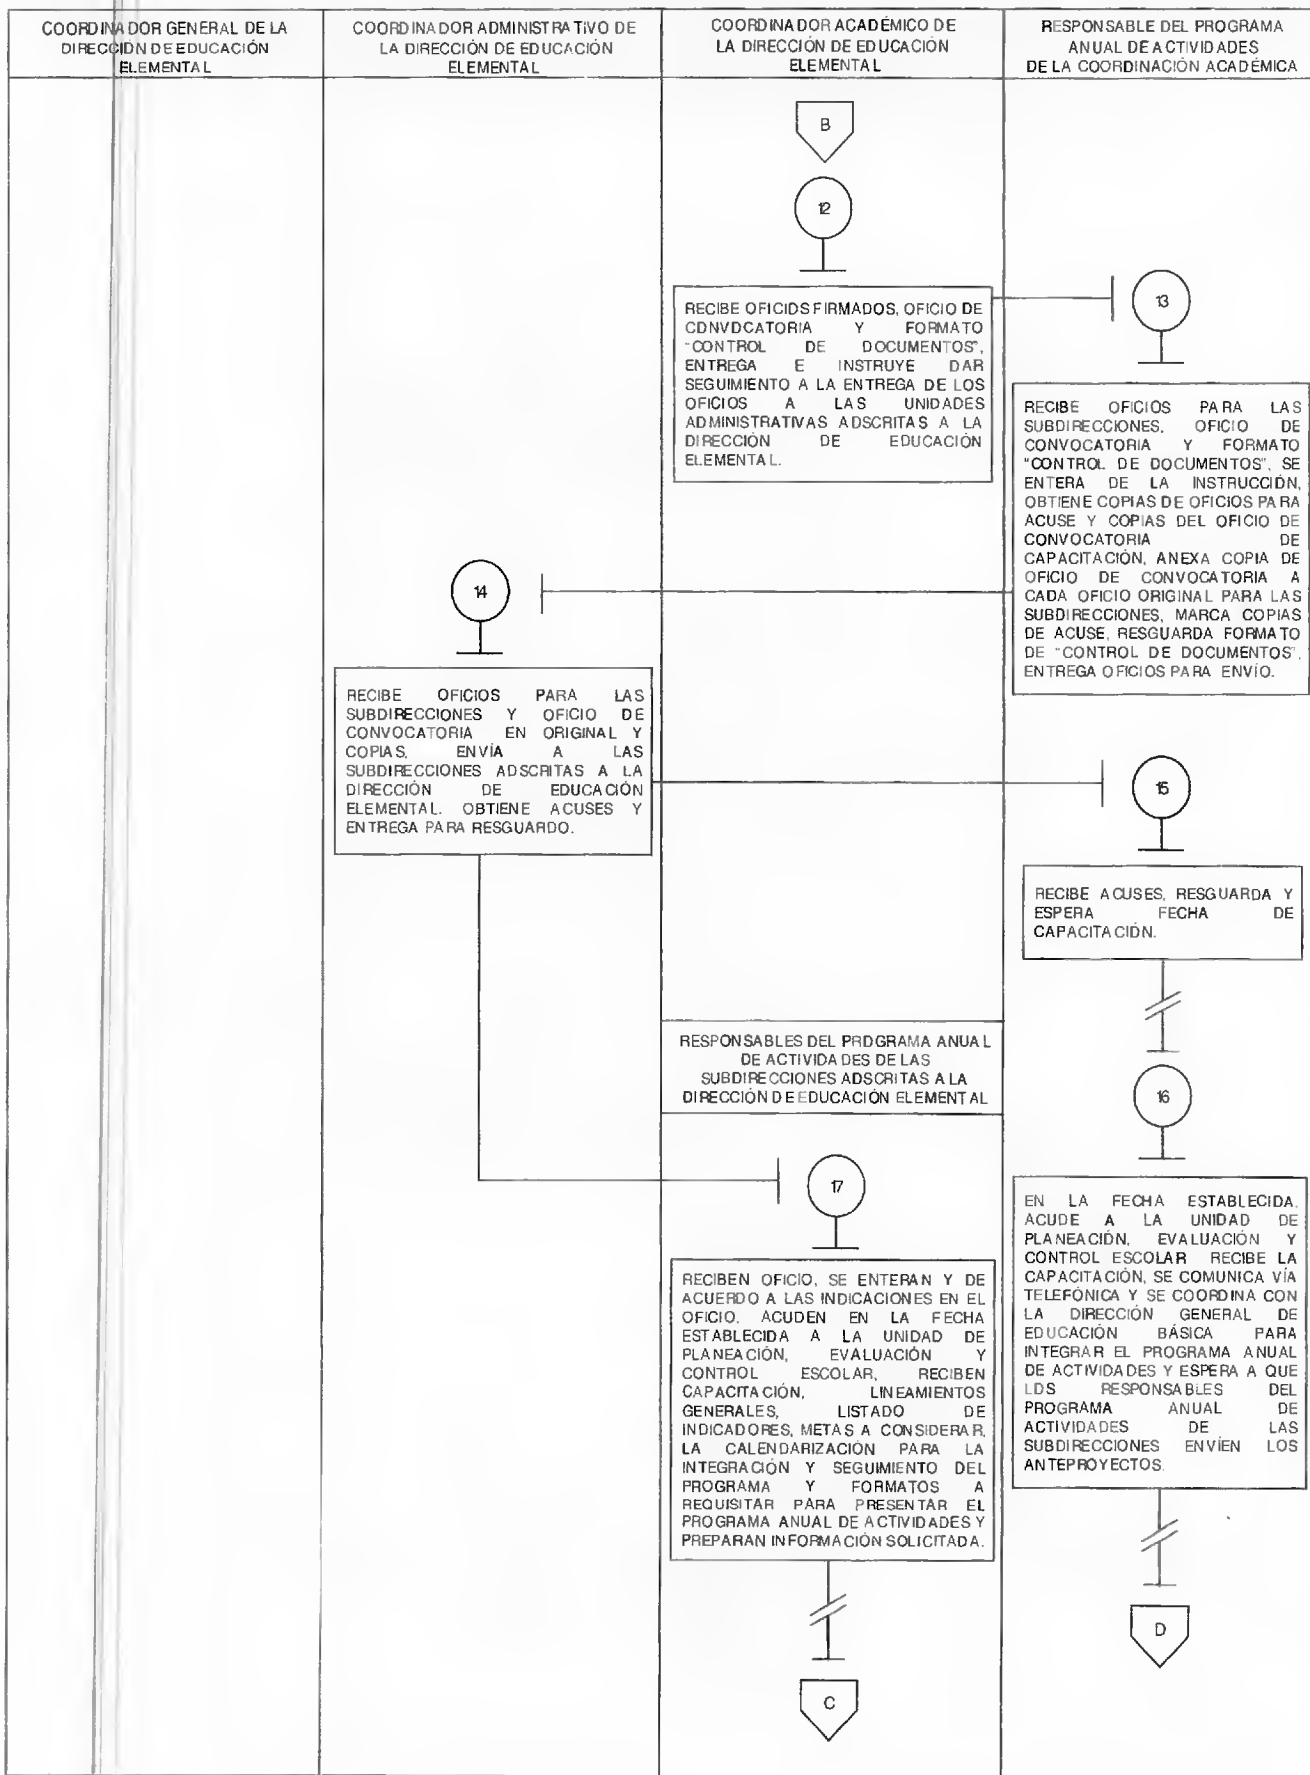 COORDINADOR GENERAL DE LA
DIRECCIÓN DE EDUCACIÓN
ELEMENTAL
COORDINADOR ADMINISTRATIVO DE
LA DIRECCIÓN DE EDUCACIÓN
ELEMENTAL
COORDINADOR ACADÉMICO DE
LA DIRECCIÓN DE EDUCACIÓN
ELEMENTAL
RESPONSABLE DEL PROGRAMA
ANUAL DE ACTIVIDADES
DE LA COORDINACIÓN ACADÉMICA
B
12
RECIBE OFICIOS FIRMADOS, OFICIO DE
CONVOCATORIA Y FORMATO
"CONTROL DE DOCUMENTOS",
ENTREGA E INSTRUYE DAR
SEGUIMIENTO A LA ENTREGA DE LOS
OFICIOS A LAS UNIDADES
ADMINISTRATIVAS ADSCRITAS A LA
DIRECCIÓN DE EDUCACIÓN
ELEMENTAL.
13
RECIBE OFICIOS PARA LAS
SUBDIRECCIONES, OFICIO DE
CONVOCATORIA Y FORMATO
"CONTROL DE DOCUMENTOS", SE
ENTERA DE LA INSTRUCCIÓN,
OBTIENE COPIAS DE OFICIOS PARA
ACUSE Y COPIAS DEL OFICIO DE
CONVOCATORIA DE
CAPACITACIÓN, ANEXA COPIA DE
OFICIO DE CONVOCATORIA A
CADA OFICIO ORIGINAL PARA LAS
SUBDIRECCIONES, MARCA COPIAS
DE ACUSE, RESGUARDA FORMATO
DE "CONTROL DE DOCUMENTOS",
ENTREGA OFICIOS PARA ENVÍO.
14
RECIBE OFICIOS PARA LAS
SUBDIRECCIONES Y OFICIO DE
CONVOCATORIA EN ORIGINAL Y
COPIAS, ENVÍA A LAS
SUBDIRECCIONES ADSCRITAS A LA
DIRECCIÓN DE EDUCACIÓN
ELEMENTAL. OBTIENE ACUSES Y
ENTREGA PARA RESGUARDO.
15
RECIBE ACUSES, RESGUARDA Y
ESPERA FECHA DE
CAPACITACIÓN.
RESPONSABLES DEL PROGRAMA ANUAL
DE ACTIVIDADES DE LAS
SUBDIRECCIONES ADSCRITAS A LA
DIRECCIÓN DE EDUCACIÓN ELEMENTAL
16
EN LA FECHA ESTABLECIDA,
ACUDE A LA UNIDAD DE
PLANEACIÓN, EVALUACIÓN Y
CONTROL ESCOLAR RECIBE LA
CAPACITACIÓN, SE COMUNICA VÍA
TELEFÓNICA Y SE COORDINA CON
LA DIRECCIÓN GENERAL DE
EDUCACIÓN BÁSICA PARA
INTEGRAR EL PROGRAMA ANUAL
DE ACTIVIDADES Y ESPERA A QUE
LOS RESPONSABLES DEL
PROGRAMA ANUAL DE
ACTIVIDADES DE LAS
SUBDIRECCIONES ENVÍEN LOS
ANTEPROYECTOS.
17
RECIBEN OFICIO, SE ENTERAN Y DE
ACUERDO A LAS INDICACIONES EN EL
OFICIO, ACUDEN EN LA FECHA
ESTABLECIDA A LA UNIDAD DE
PLANEACIÓN, EVALUACIÓN Y
CONTROL ESCOLAR, RECIBEN
CAPACITACIÓN, LINEAMIENTOS
GENERALES, LISTADO DE
INDICADORES, METAS A CONSIDERAR,
LA CALENDARIZACIÓN PARA LA
INTEGRACIÓN Y SEGUIMIENTO DEL
PROGRAMA Y FORMATOS A
REQUISITAR PARA PRESENTAR EL
PROGRAMA ANUAL DE ACTIVIDADES Y
PREPARAN INFORMACIÓN SOLICITADA.
D
C